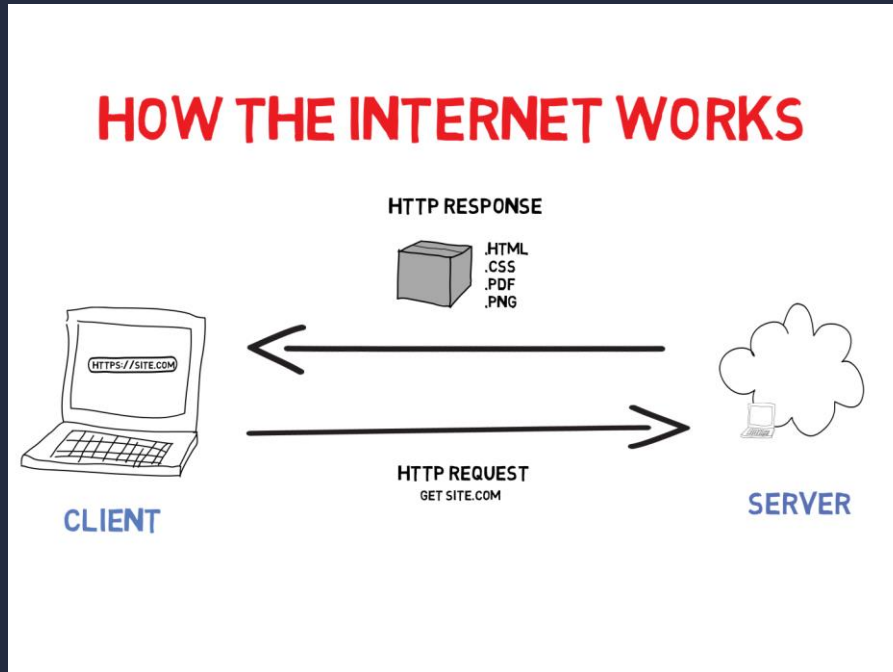 HOW THE INTERNET WORKS
HTTP RESPONSE
.HTML
.CSS
.PDF
.PNG
HTTPS://SITE.COM
HTTP REQUEST
GET SITE.COM
CLIENT
SERVER